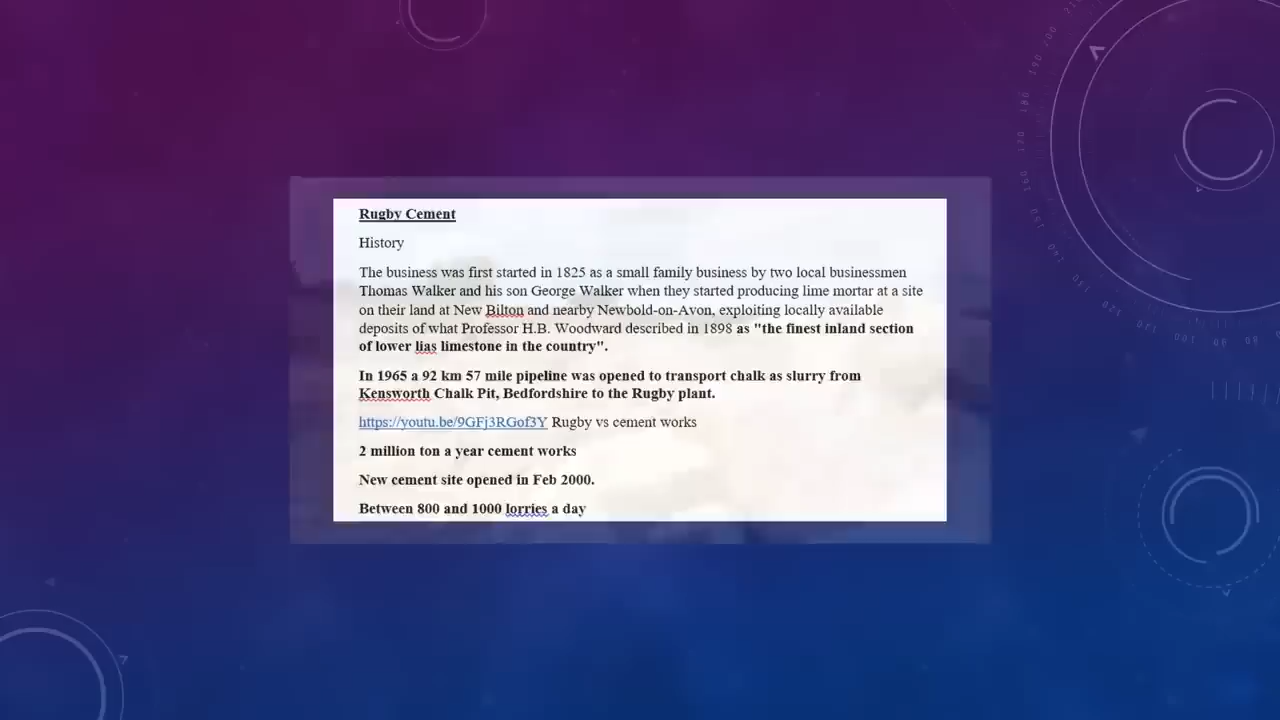 Rugby Cement
History
The business was first started in 1825 as a small family business by two local businessmen
Thomas Walker and his son George Walker when they started producing lime mortar at a site
on their land at New Bilton and nearby Newbold-on-Avon, exploiting locally available
deposits of what Professor H.B. Woodward described in 1898 as "the finest inland section
of lower lias limestone in the country".
In 1965 a 92 km 57 mile pipeline was opened to transport chalk as slurry from
Kensworth Chalk Pit, Bedfordshire to the Rugby plant.
https://youtu.be/9GFj3RGof3Y Rugby vs cement works
2 million ton a year cement works
New cement site opened in Feb 2000.
Between 800 and 1000 lorries a day